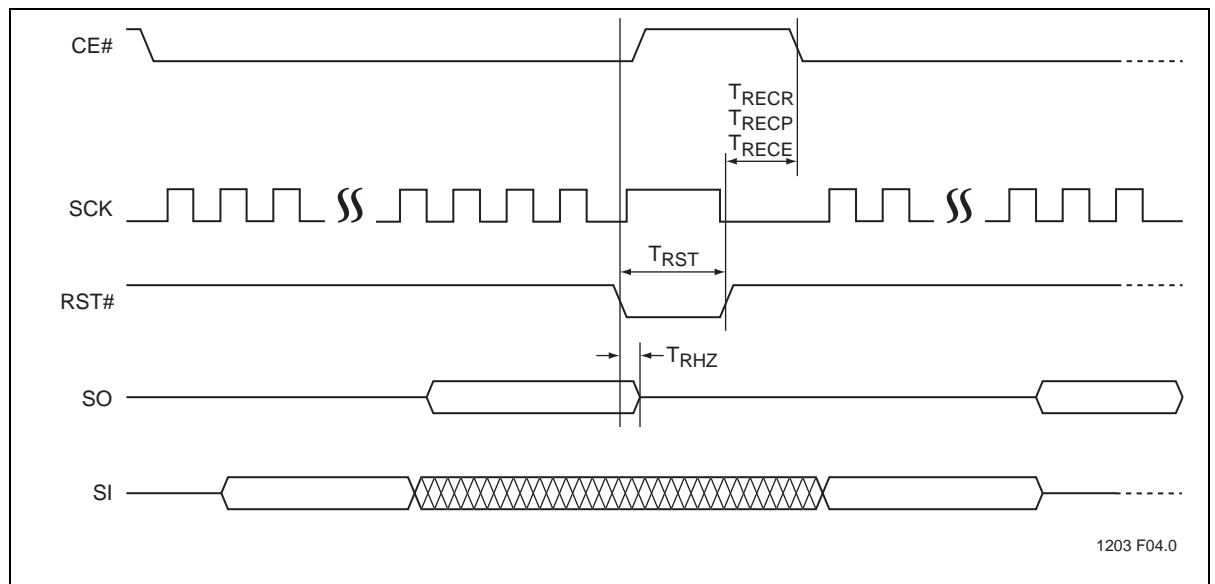 CE#
TRECR
TRECP
TRECE
SCK
TRST
RST#
TRHZ
SO
SI
1203 F04.0